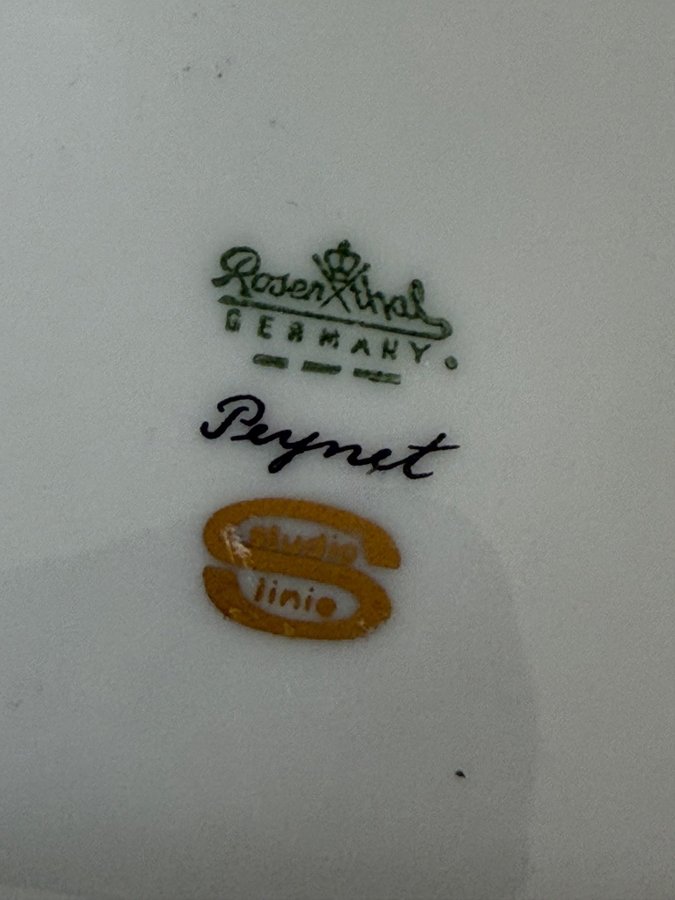 Rosenthal
GERMANY
Peynet
studio
linie